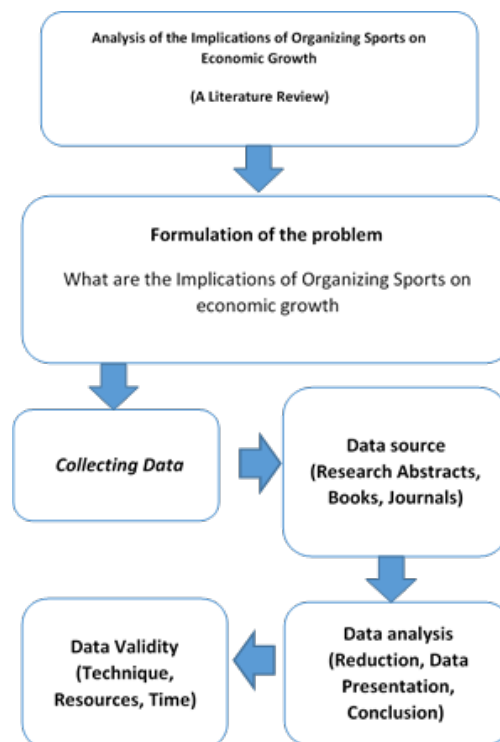 Analysis of the Implications of Organizing Sports on
Economic Growth
(A Literature Review)
Formulation of the problem
What are the Implications of Organizing Sports on
economic growth
Collecting Data
Data source
(Research Abstracts,
Books, Journals)
Data analysis
(Reduction, Data
Presentation,
Conclusion)
Data Validity
(Technique,
Resources, Time)